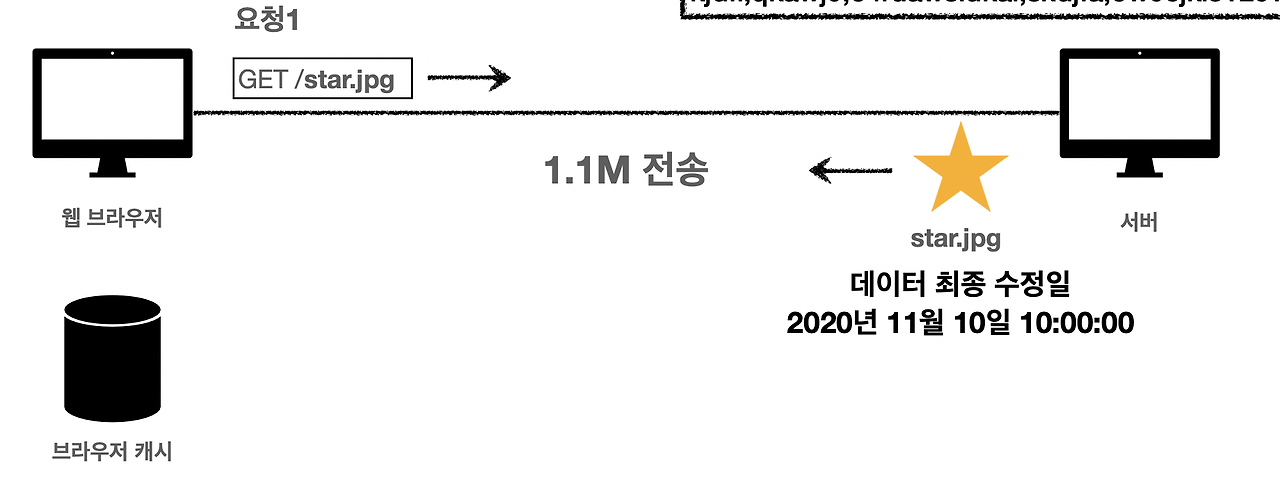 요청1
GET /star.jpg
1.1M 전송
웹 브라우저
서버
star.jpg
데이터 최종 수정일
2020년 11월 10일 10:00:00
브라우저 캐시